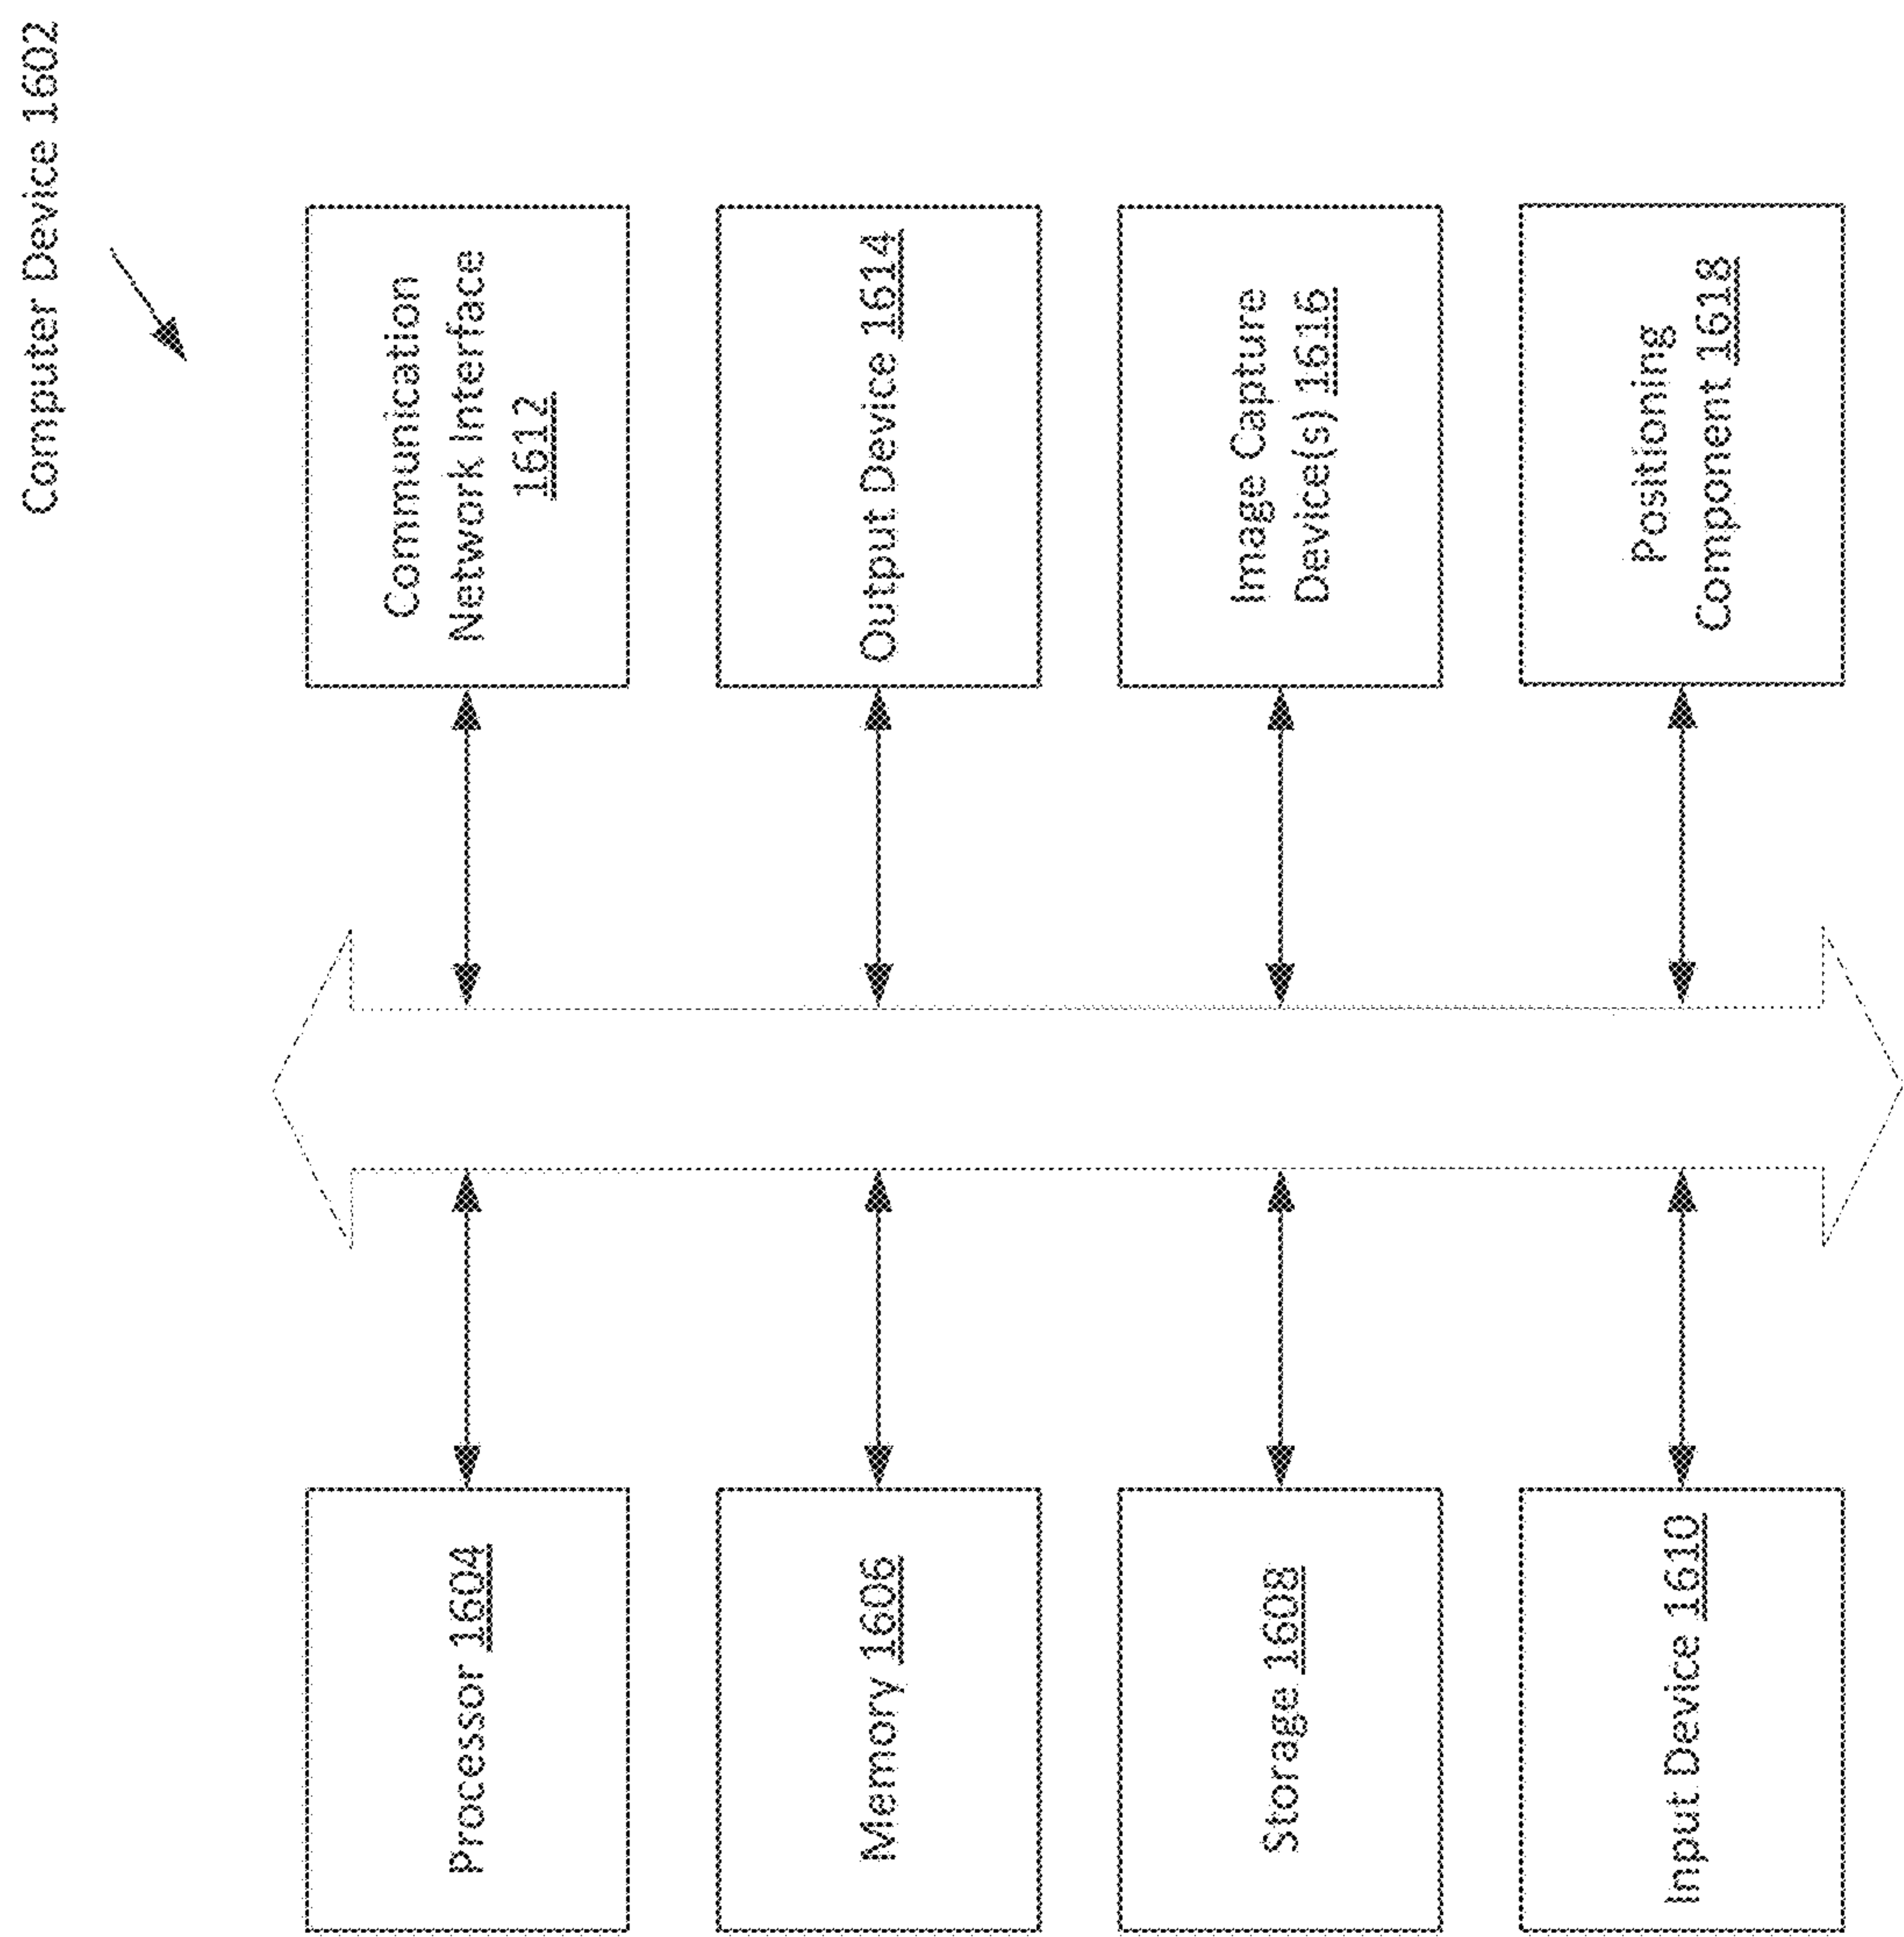 Computer Device 1602
Processor 1604
Memory 1606
Storage 1608
Input Device 1610
Communication
Network Interface
1612
Output Device 1614
Image Capture
Device(s) 1616
Positioning
Component 1618